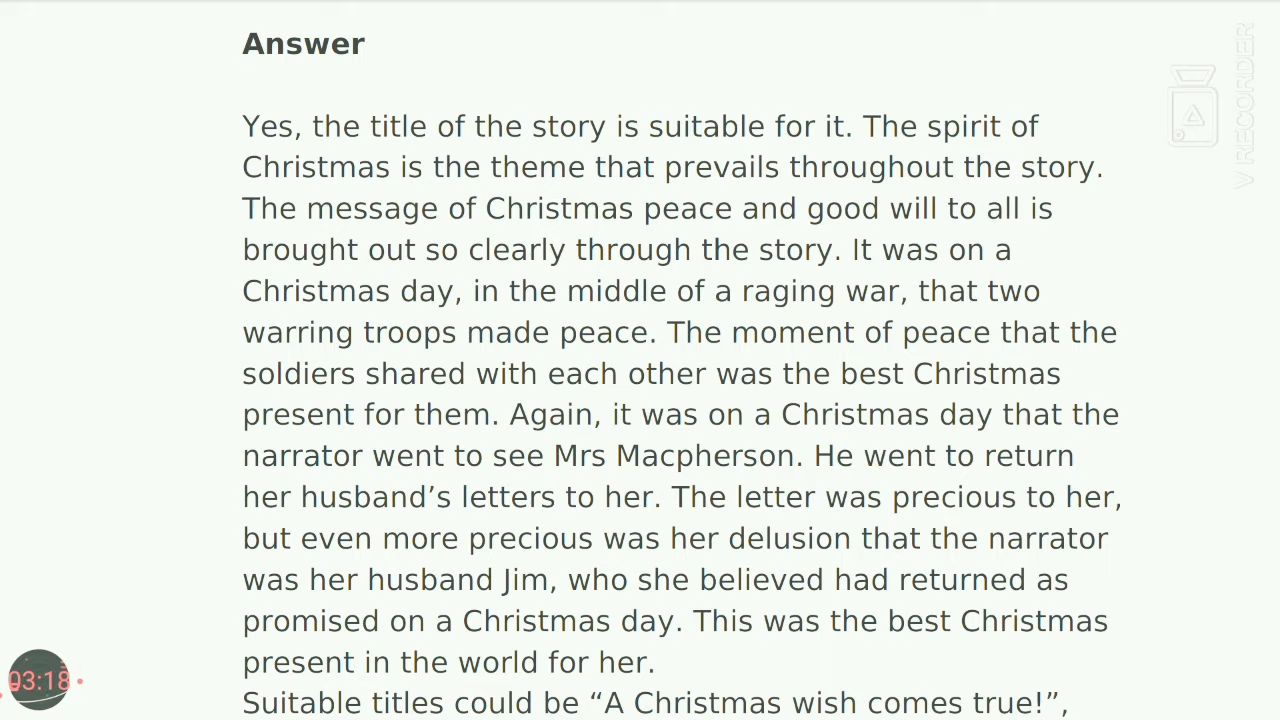 Answer
Yes, the title of the story is suitable for it. The spirit of
Christmas is the theme that prevails throughout the story.
The message of Christmas peace and good will to all is
brought out so clearly through the story. It was on a
Christmas day, in the middle of a raging war, that two
warring troops made peace. The moment of peace that the
soldiers shared with each other was the best Christmas
present for them. Again, it was on a Christmas day that the
narrator went to see Mrs Macpherson. He went to return
her husband’s letters to her. The letter was precious to her,
but even more precious was her delusion that the narrator
was her husband Jim, who she believed had returned as
promised on a Christmas day. This was the best Christmas
present in the world for her.
Suitable titles could be “A Christmas wish comes true!”,
V RECORDER
03:18